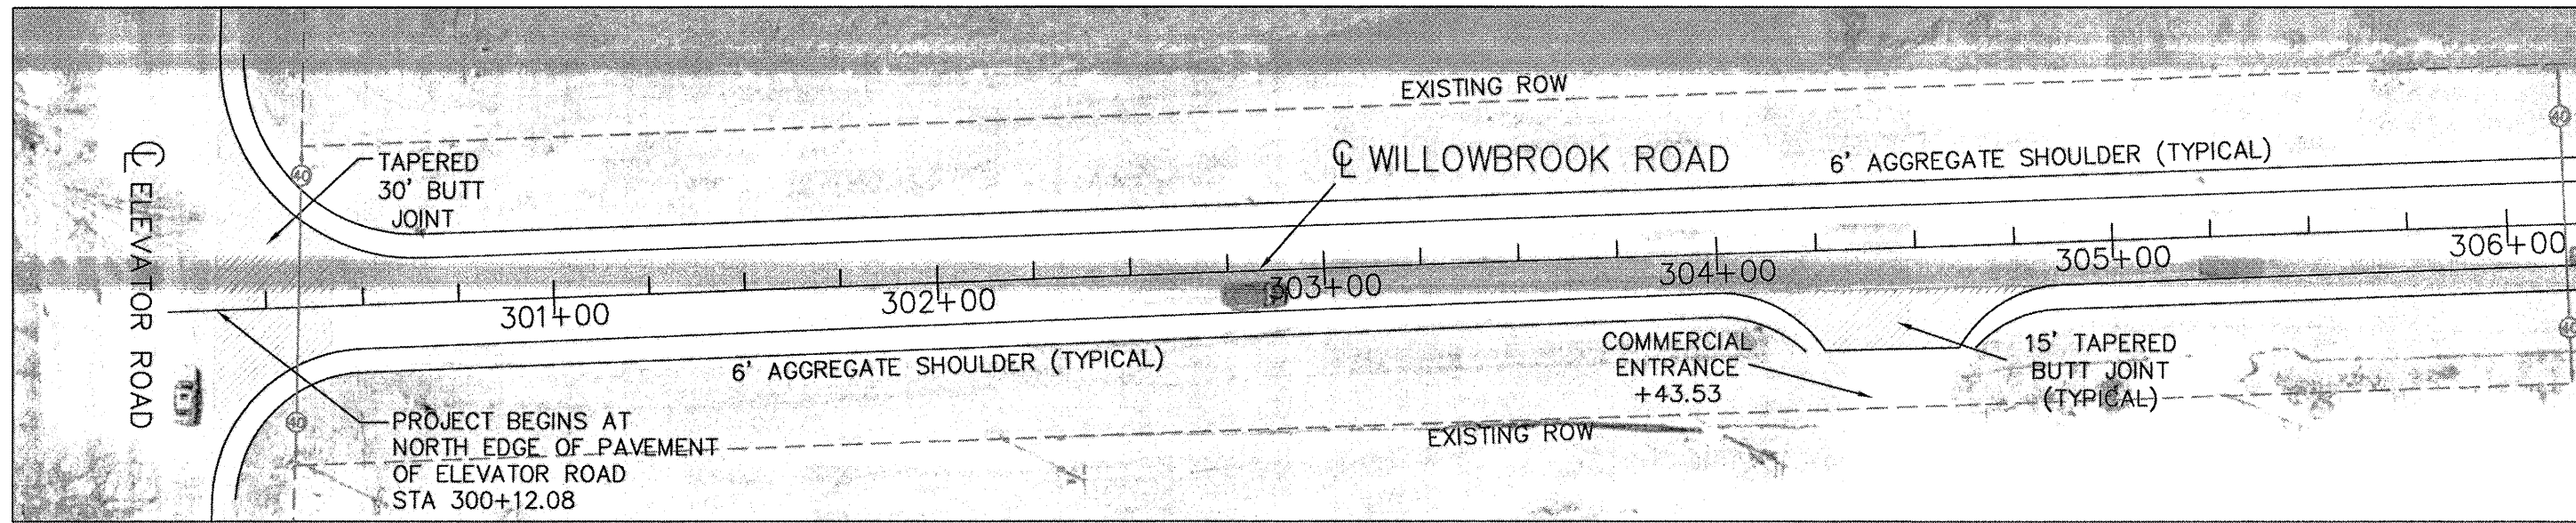 EXISTING ROW
TAPERED
30' BUTT
JOINT
40
40
℄ ELEVATOR ROAD
℄ WILLOWBROOK ROAD
6' AGGREGATE SHOULDER (TYPICAL)
301+00
302+00
303+00
304+00
305+00
306+00
6' AGGREGATE SHOULDER (TYPICAL)
COMMERCIAL
ENTRANCE
+43.53
15' TAPERED
BUTT JOINT
(TYPICAL)
40
40
PROJECT BEGINS AT
NORTH EDGE OF PAVEMENT
OF ELEVATOR ROAD
STA 300+12.08
EXISTING ROW